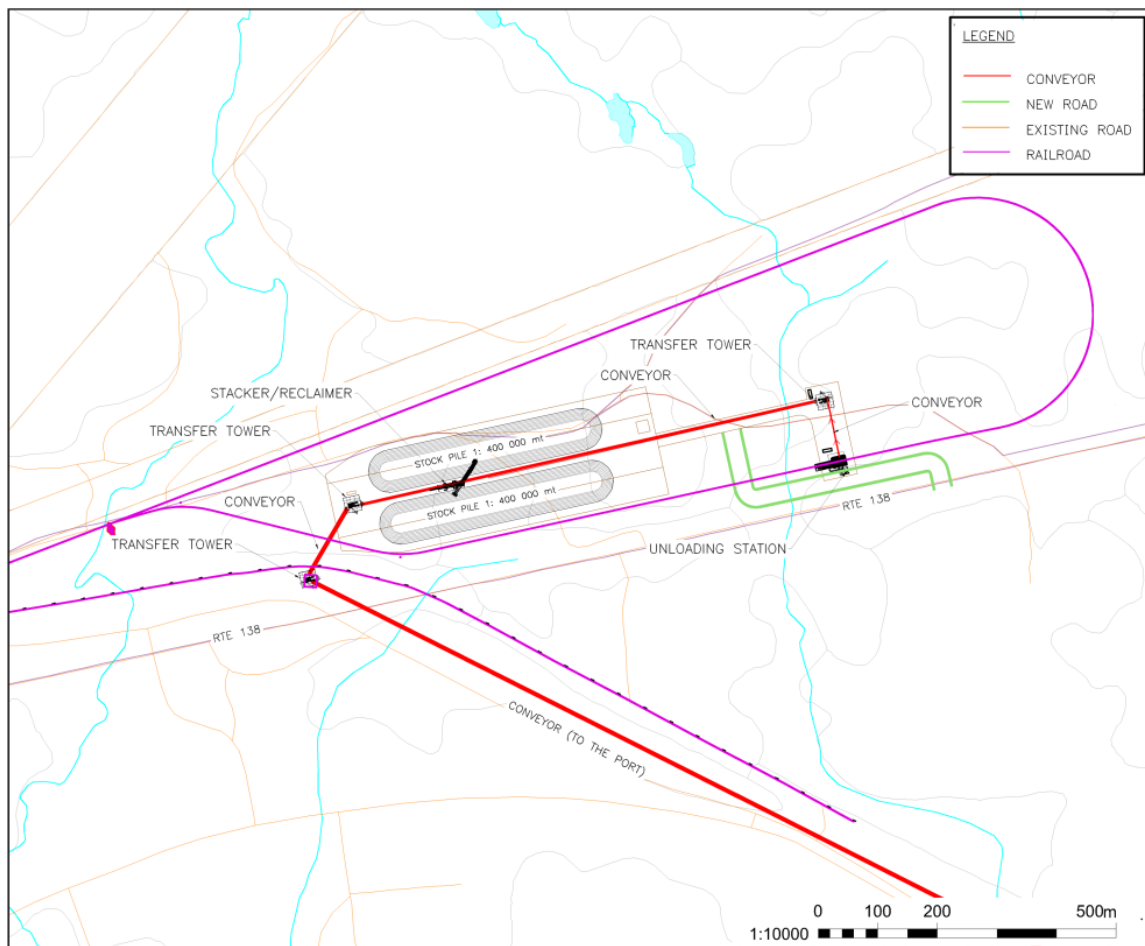 LEGEND
CONVEYOR
NEW ROAD
EXISTING ROAD
RAILROAD
TRANSFER TOWER
CONVEYOR
STACKER/RECLAIMER
CONVEYOR
TRANSFER TOWER
STOCK PILE 1: 400 000 mt
STOCK PILE 1: 400 000 mt
CONVEYOR
RTE 138
TRANSFER TOWER
UNLOADING STATION
RTE 138
CONVEYOR (TO THE PORT)
0 100 200 500m
1:10000